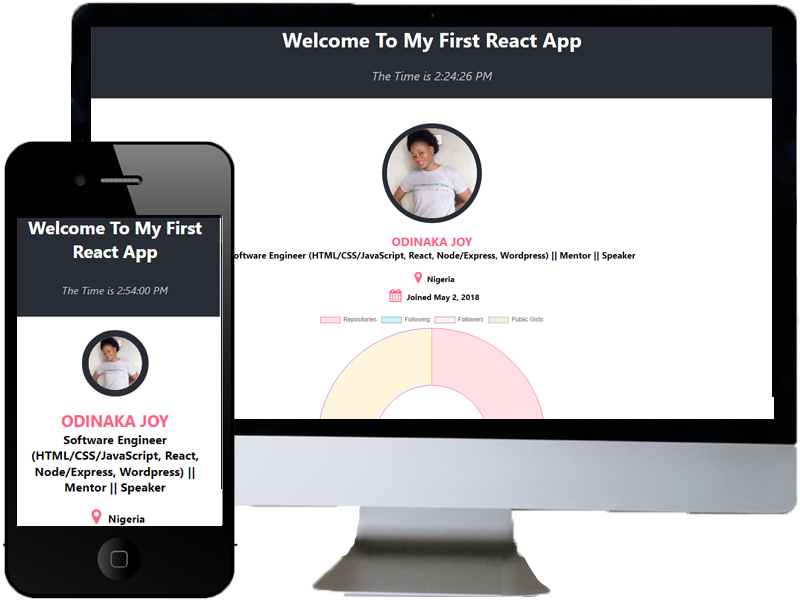 Welcome To My First React App
The Time is 2:24:26 PM
ODINAKA JOY
oftware Engineer (HTML/CSS/JavaScript, React, Node/Express, Wordpress) || Mentor || Speaker
Nigeria
Joined May 2, 2018
Repositories Following Followers Public Gists
Welcome To My First
React App
The Time is 2:54:00 PM
ODINAKA JOY
Software Engineer
(HTML/CSS/JavaScript, React,
Node/Express, Wordpress) ||
Mentor || Speaker
Nigeria